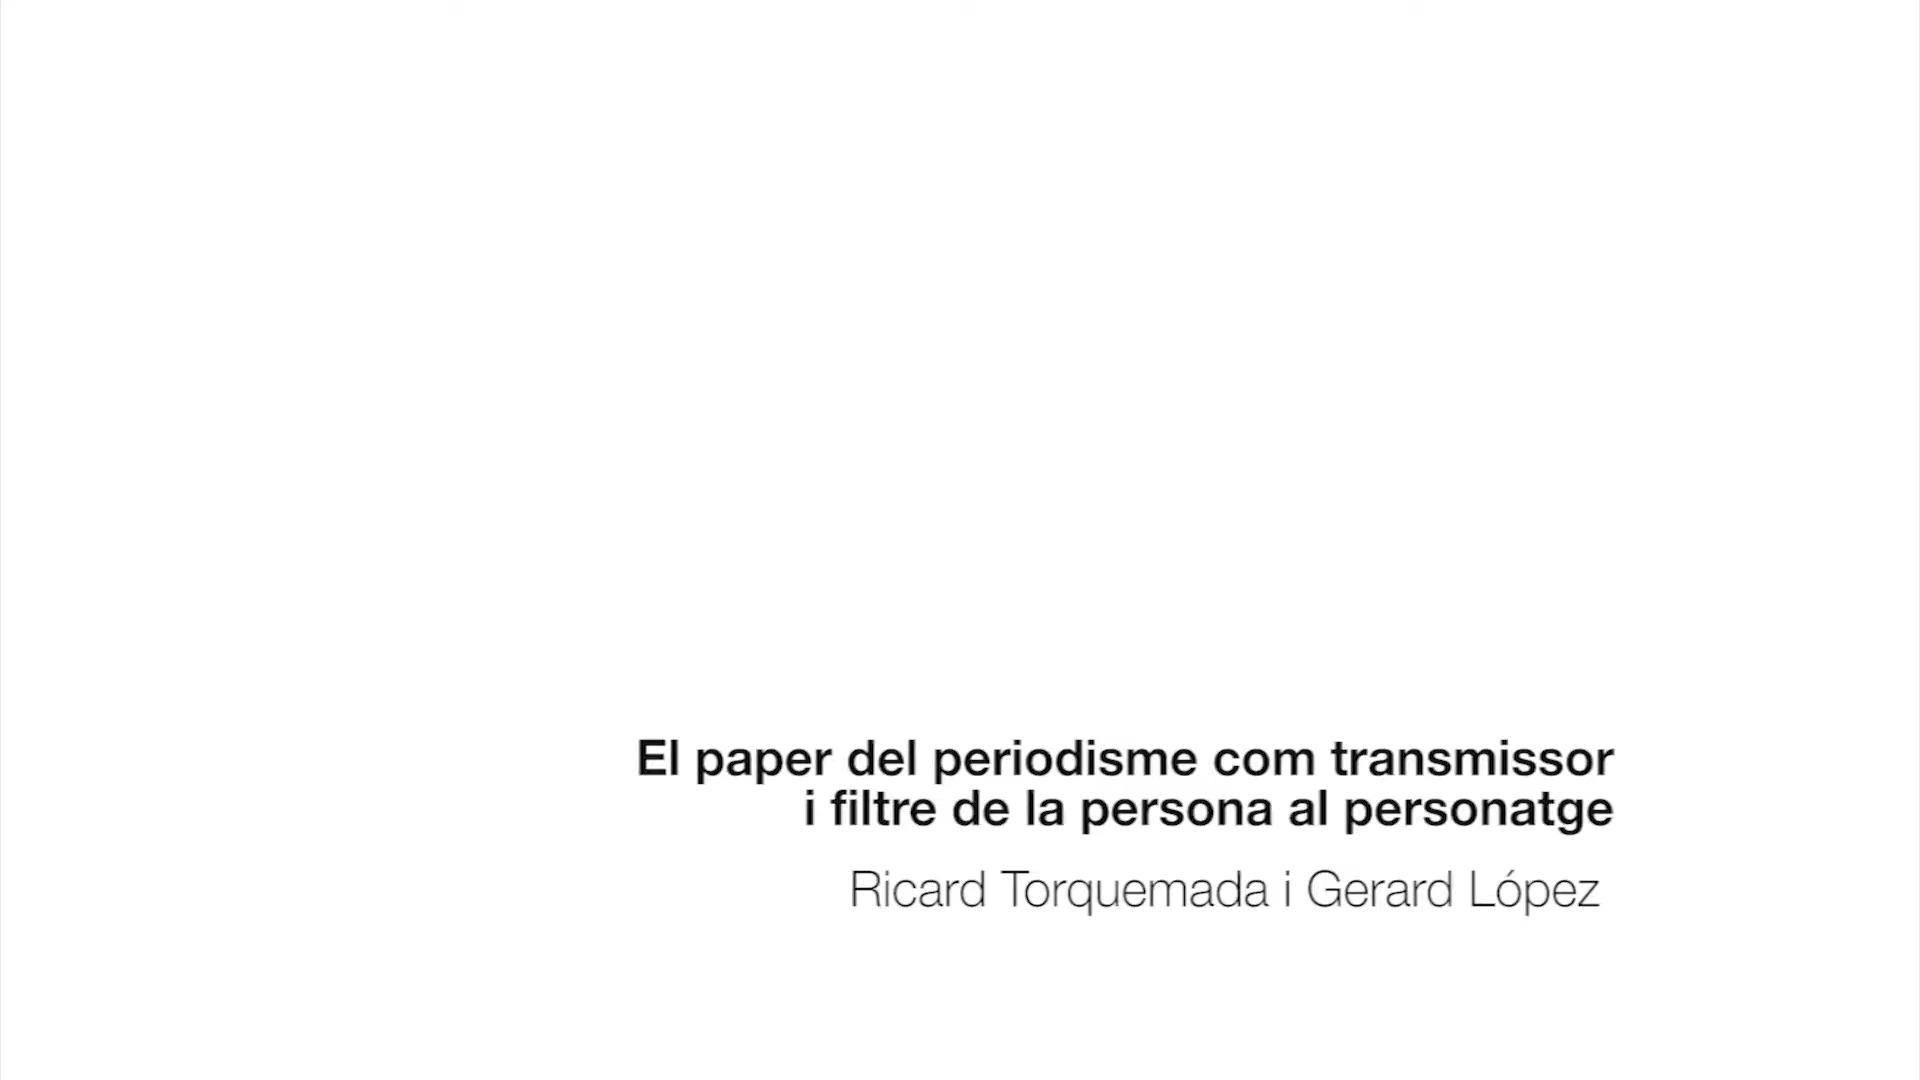 El paper del periodisme com transmissor
i filtre de la persona al personatge
Ricard Torquemada i Gerard López